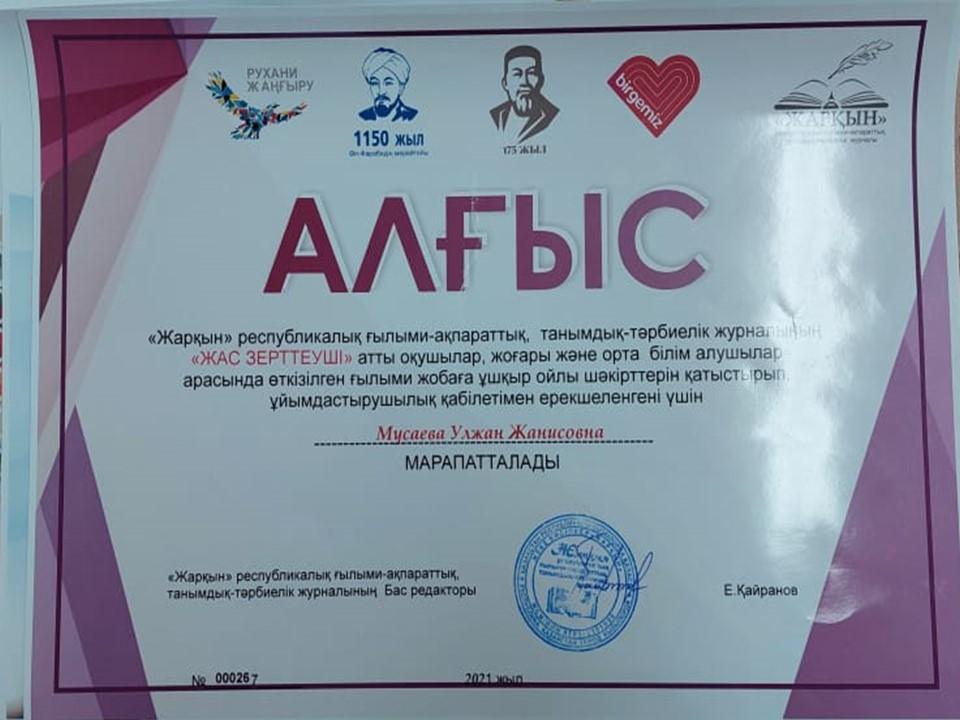 РУХАНИ
ЖАҢҒЫРУ
1150 ЖЫЛ
175 ЖЫЛ
birgemiz
«ЖАРҚЫН»
АЛҒЫС
«Жарқын» республикалық ғылыми-ақпараттық, танымдық-тәрбиелік журналының
«ЖАС ЗЕРТТЕУШІ» атты оқушылар, жоғары және орта білім алушылар
арасында өткізілген ғылыми жобаға ұшқыр ойлы шәкірттерін қатыстырып,
ұйымдастырушылық қабілетімен ерекшеленгені үшін
Мусаева Улжан Жанисовна
МАРАПАТТАЛАДЫ
«Жарқын» республикалық ғылыми-ақпараттық,
танымдық-тәрбиелік журналының Бас редакторы
Е.Қайранов
№ 000267
2021 жыл